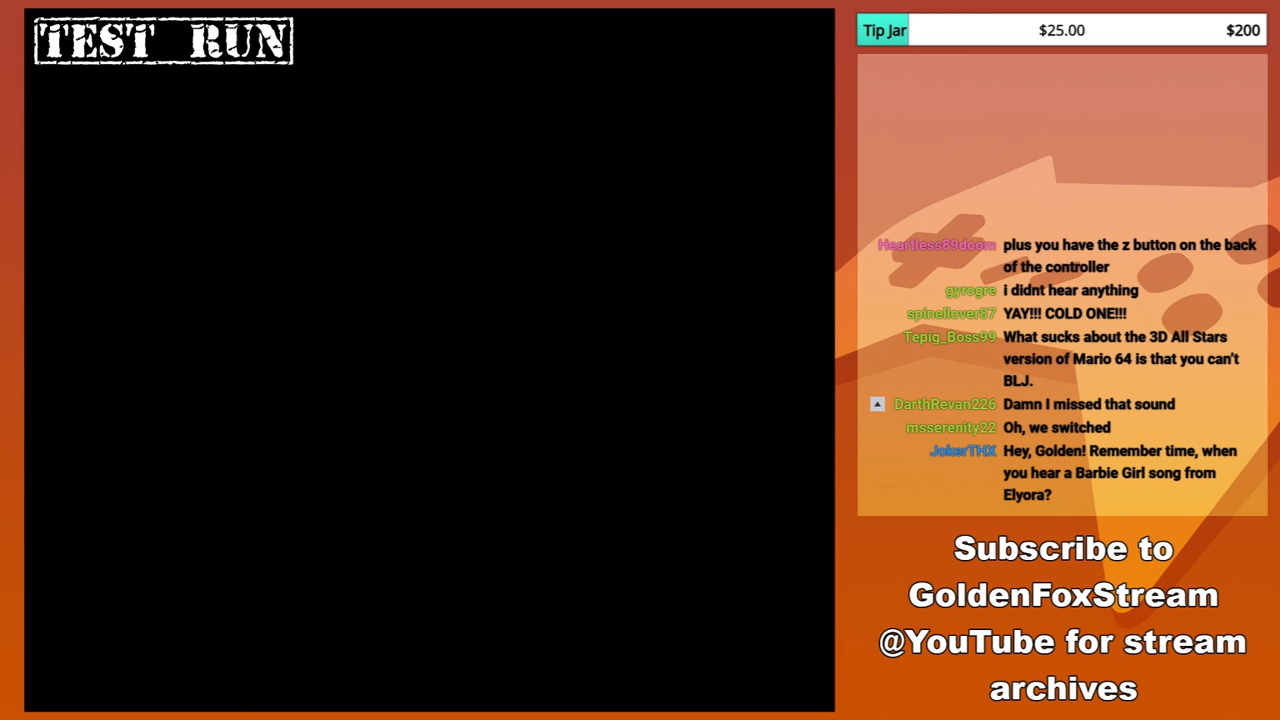 TEST RUN
Tip Jar $25.00 $200
Heartless89doom plus you have the z button on the back
of the controller
gyrogre i didnt hear anything
spinellover87 YAY!!! COLD ONE!!!
Tepig_Boss99 What sucks about the 3D All Stars
version of Mario 64 is that you can't
BLJ.
DarthRevan226 Damn I missed that sound
msserenity22 Oh, we switched
JokerTHX Hey, Golden! Remember time, when
you hear a Barbie Girl song from
Elyora?
Subscribe to
GoldenFoxStream
@YouTube for stream
archives